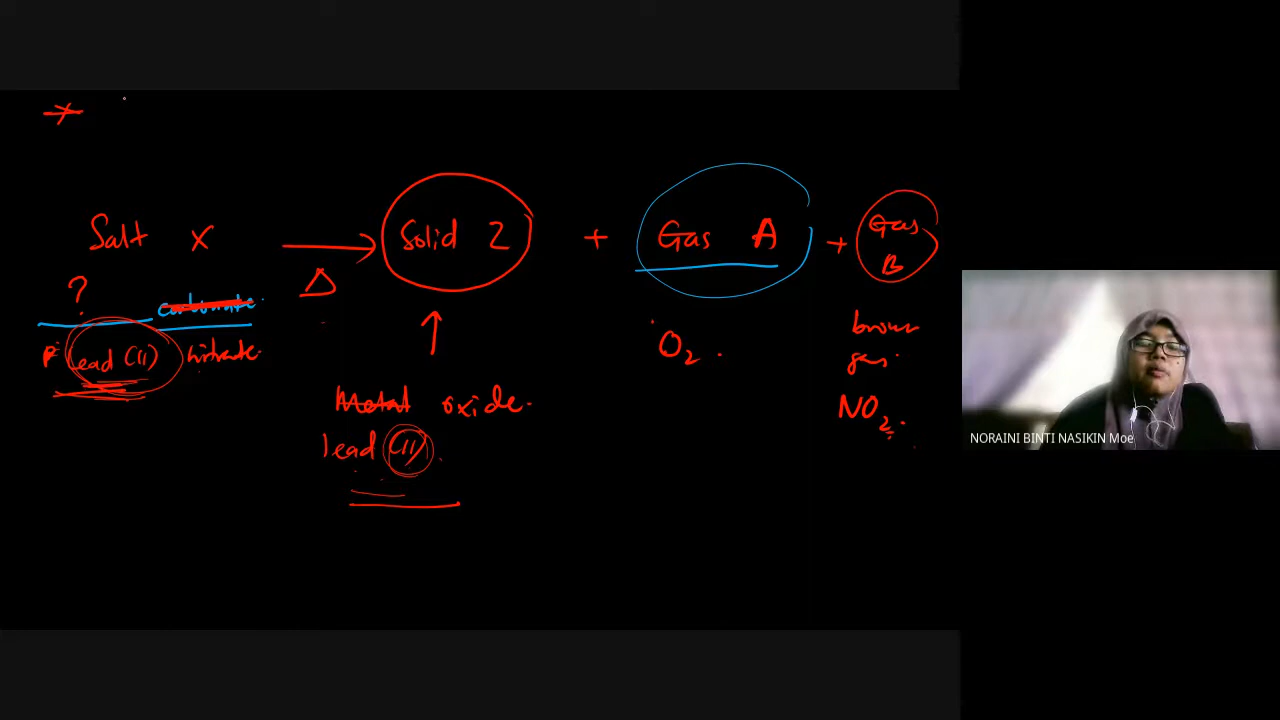 Salt X → Solid Z + Gas A + Gas B
Δ
?
carbonate.
lead (II) nitrate.
O₂.
brown
gas.
NO₂.
Metal oxide.
lead (II).
NORAINI BINTI NASIKIN Moe